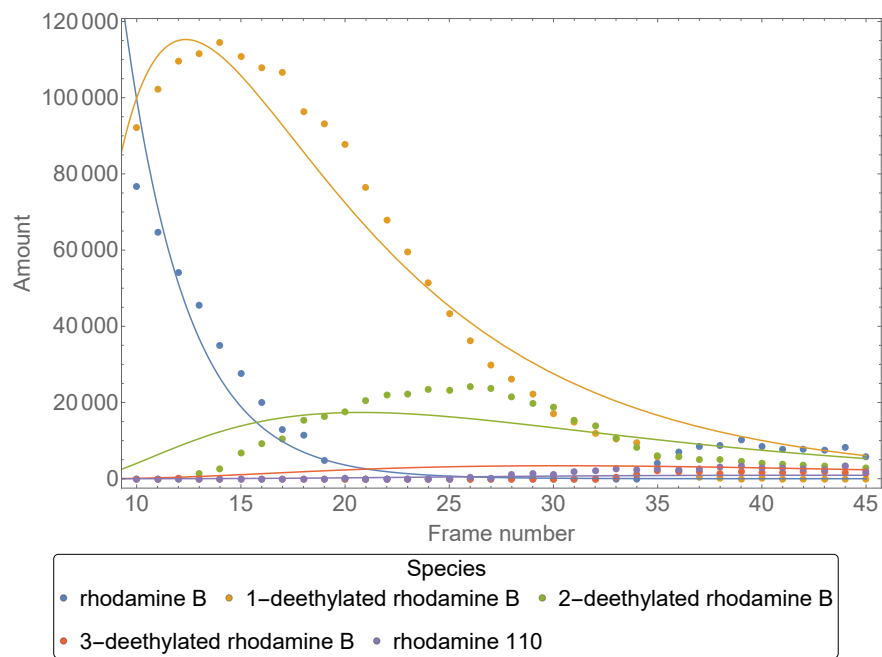 120 000
100 000
80 000
60 000
40 000
20 000
0
Amount
10 15 20 25 30 35 40 45
Frame number
Species
rhodamine B 1−deethylated rhodamine B 2−deethylated rhodamine B
3−deethylated rhodamine B rhodamine 110